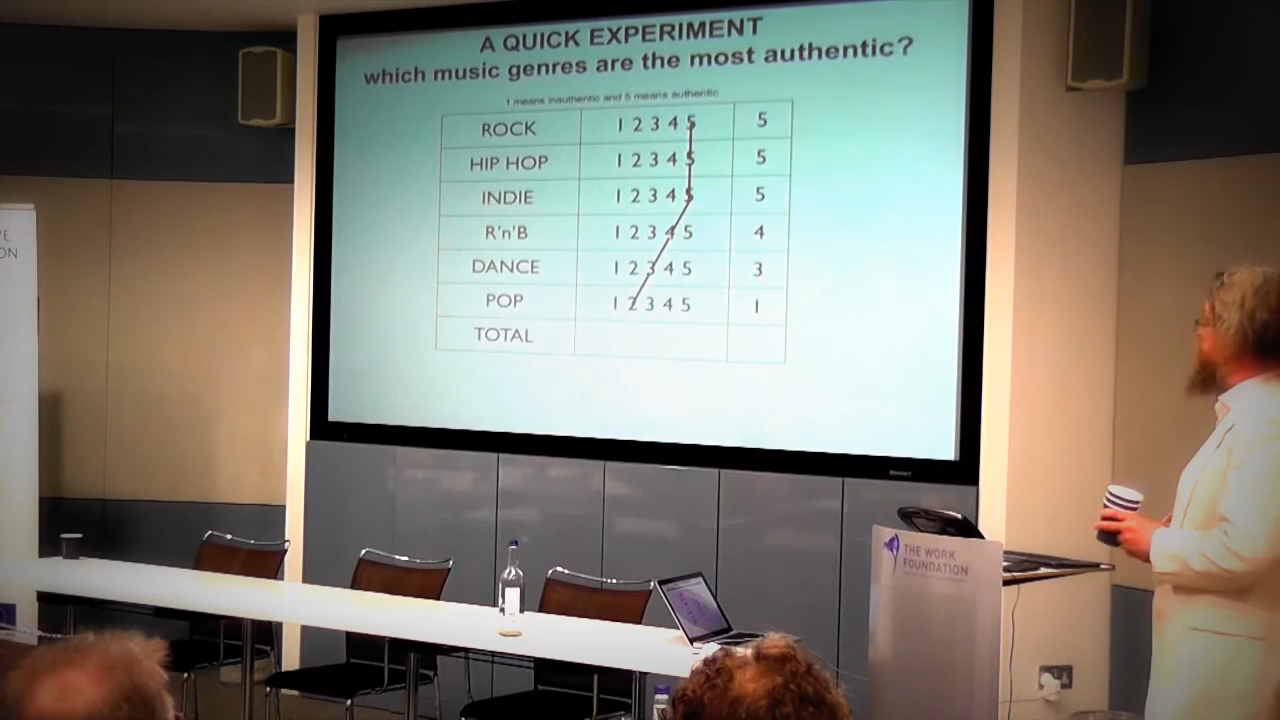 A QUICK EXPERIMENT
which music genres are the most authentic?
1 means inauthentic and 5 means authentic
ROCK 1 2 3 4 5 5
HIP HOP 1 2 3 4 5 5
INDIE 1 2 3 4 5 5
R'n'B 1 2 3 4 5 4
DANCE 1 2 3 4 5 3
POP 1 2 3 4 5 1
TOTAL
VE
ON
THE WORK
FOUNDATION